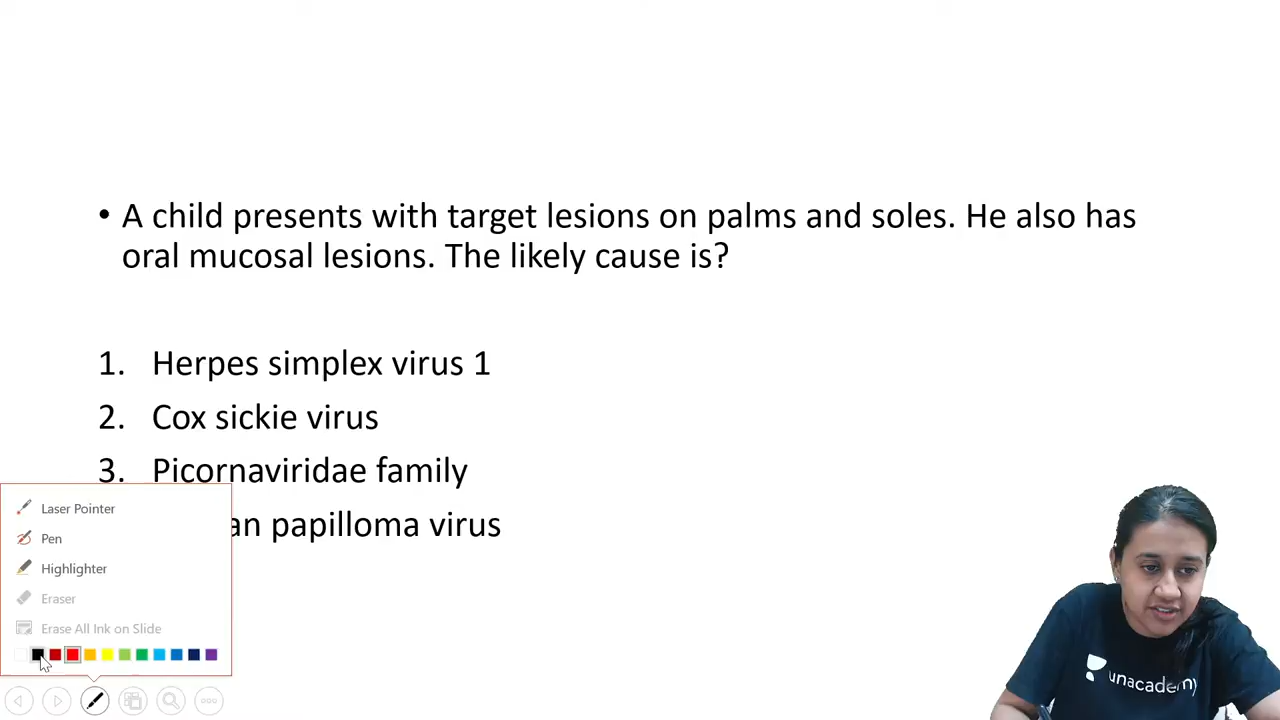 • A child presents with target lesions on palms and soles. He also has
oral mucosal lesions. The likely cause is?
1. Herpes simplex virus 1
2. Cox sickie virus
3. Picornaviridae family
an papilloma virus
Laser Pointer
Pen
Highlighter
Eraser
Erase All Ink on Slide
unacademy